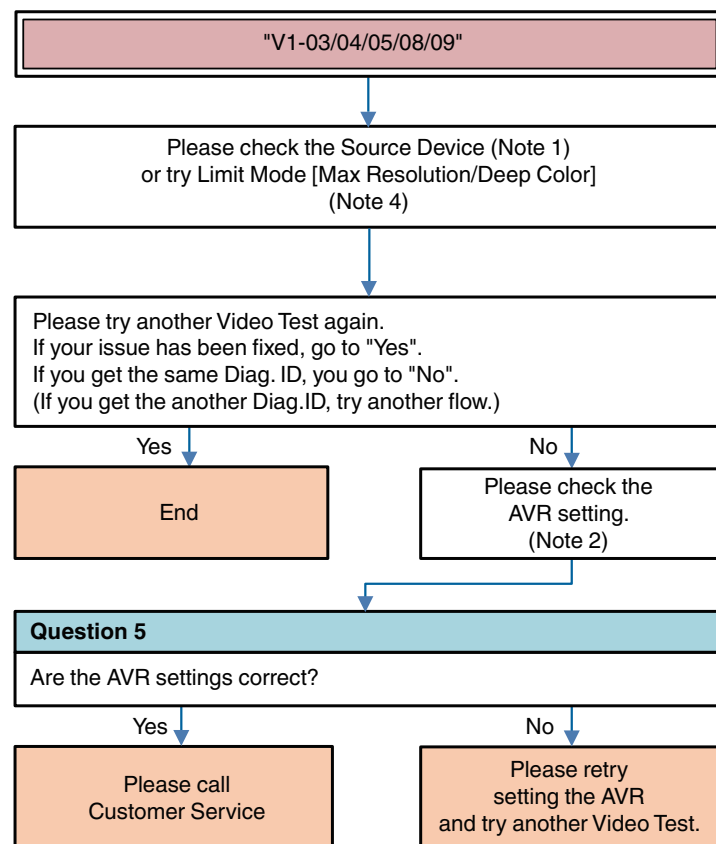 "V1-03/04/05/08/09"
Please check the Source Device (Note 1)
or try Limit Mode [Max Resolution/Deep Color]
(Note 4)
Please try another Video Test again.
If your issue has been fixed, go to "Yes".
If you get the same Diag. ID, you go to "No".
(If you get the another Diag.ID, try another flow.)
Yes
No
End
Please check the
AVR setting.
(Note 2)
Question 5
Are the AVR settings correct?
Yes
No
Please call
Customer Service
Please retry
setting the AVR
and try another Video Test.